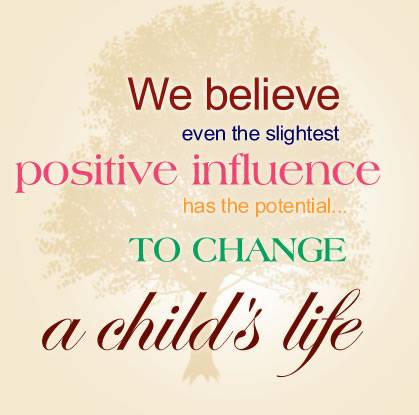 We believe
even the slightest
positive influence
has the potential...
TO CHANGE
a child's life